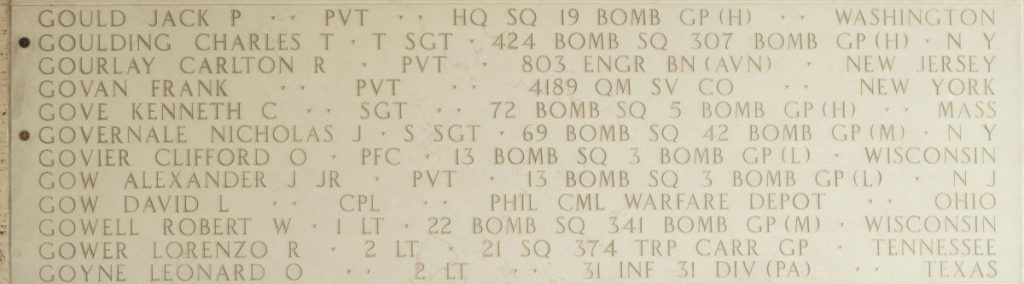 GOULD JACK P · · PVT · · HQ SQ 19 BOMB GP (H) · · WASHINGTON
GOULDING CHARLES T · T SGT · 424 BOMB SQ 307 BOMB GP (H) · N Y
GOURLAY CARLTON R · PVT · 803 ENGR BN (AVN) · NEW JERSEY
GOVAN FRANK · · PVT · · 4189 QM SV CO · · NEW YORK
GOVE KENNETH C · · SGT · · 72 BOMB SQ 5 BOMB GP (H) · · MASS
GOVERNALE NICHOLAS J · S SGT · 69 BOMB SQ 42 BOMB GP (M) · N Y
GOVIER CLIFFORD O · PFC · 13 BOMB SQ 3 BOMB GP (L) · WISCONSIN
GOW ALEXANDER J JR · PVT · 13 BOMB SQ 3 BOMB GP (L) · N J
GOW DAVID L · · CPL · · PHIL CML WARFARE DEPOT · · OHIO
GOWELL ROBERT W · 1 LT · 22 BOMB SQ 341 BOMB GP (M) · WISCONSIN
GOWER LORENZO R · 2 LT · 21 SQ 374 TRP CARR GP · TENNESSEE
GOYNE LEONARD O · · 2 LT · · 31 INF 31 DIV (PA) · · TEXAS